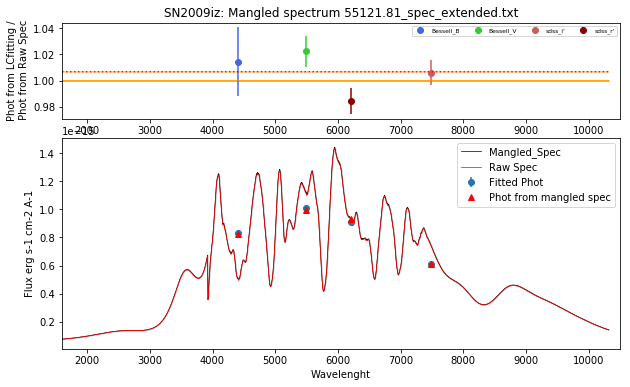 SN2009iz: Mangled spectrum 55121.81_spec_extended.txt
Phot from LCfitting /
Phot from Raw Spec
1.04
1.02
1.00
0.98
Bessell_B Bessell_V sdss_i' sdss_r'
2000 3000 4000 5000 6000 7000 8000 9000 10000
1e−15
Flux erg s-1 cm-2 A-1
1.4
1.2
1.0
0.8
0.6
0.4
0.2
Mangled_Spec
Raw Spec
Fitted Phot
Phot from mangled spec
2000 3000 4000 5000 6000 7000 8000 9000 10000
Wavelenght